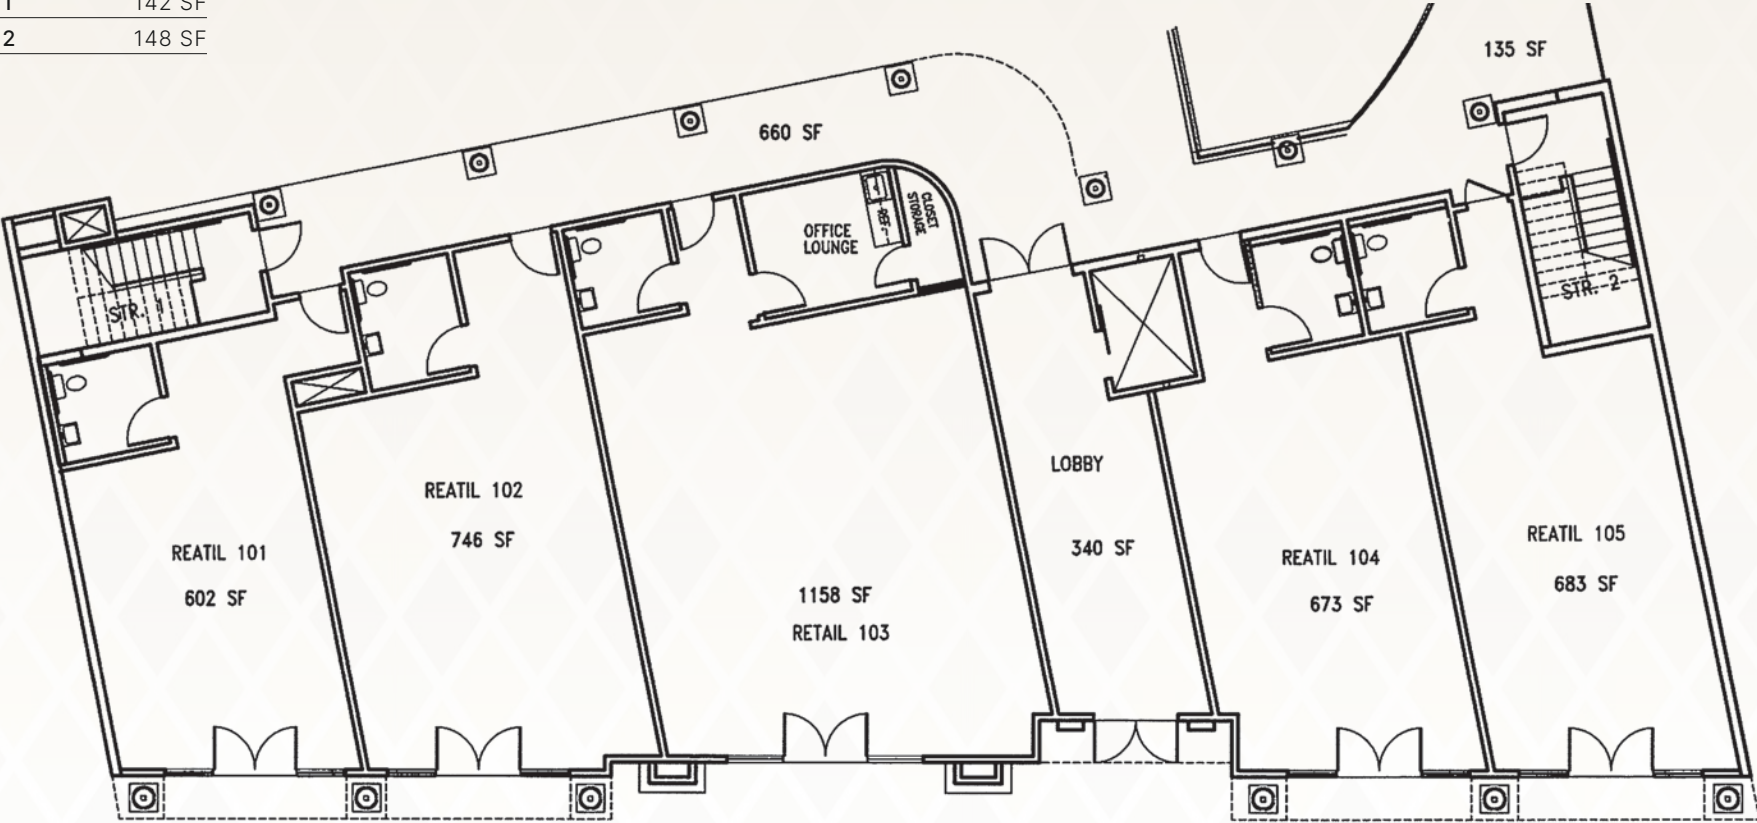 1 142 SF
2 148 SF
135 SF
660 SF
OFFICE
LOUNGE
REF.
CLOSET
STORAGE
STR. 1
STR. 2
LOBBY
340 SF
REATIL 102
746 SF
REATIL 101
602 SF
1158 SF
RETAIL 103
REATIL 104
673 SF
REATIL 105
683 SF